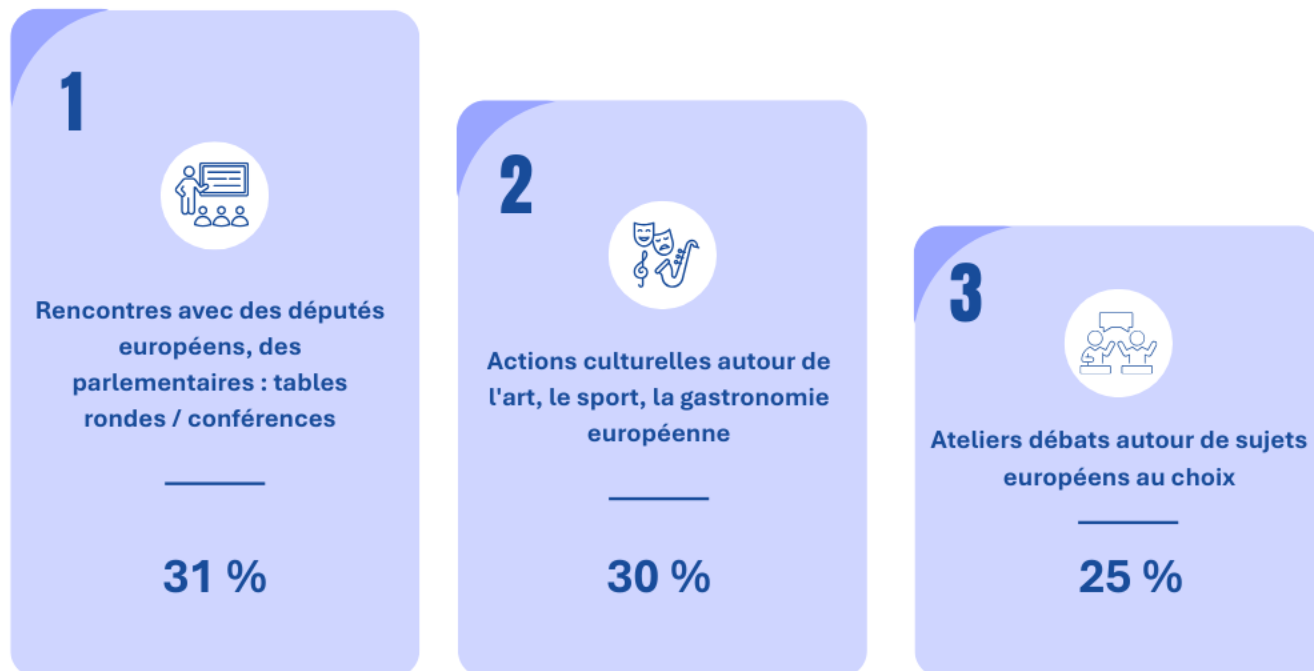 1
Rencontres avec des députés
européens, des
parlementaires : tables
rondes / conférences
31 %
2
Actions culturelles autour de
l'art, le sport, la gastronomie
européenne
30 %
3
Ateliers débats autour de sujets
européens au choix
25 %